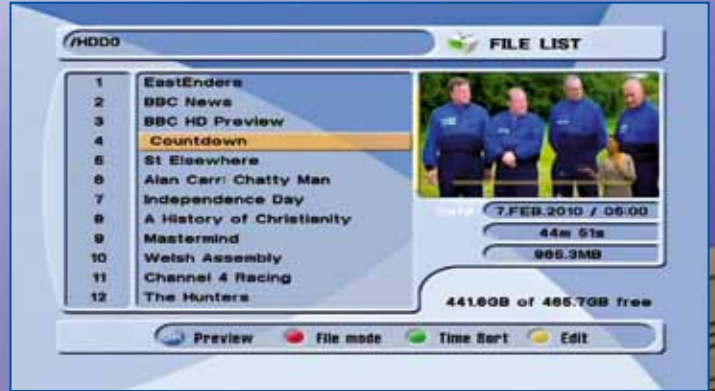 /HDD0
FILE LIST
1 EastEnders
2 BBC News
3 BBC HD Preview
4 Countdown
5 St Elsewhere
6 Alan Carr: Chatty Man
7 Independence Day
8 A History of Christianity
9 Mastermind
10 Welsh Assembly
11 Channel 4 Racing
12 The Hunters
Date 7.FEB.2010 / 05:00
44m 51s
985.3MB
441.6GB of 465.7GB free
Preview File mode Time Sort Edit